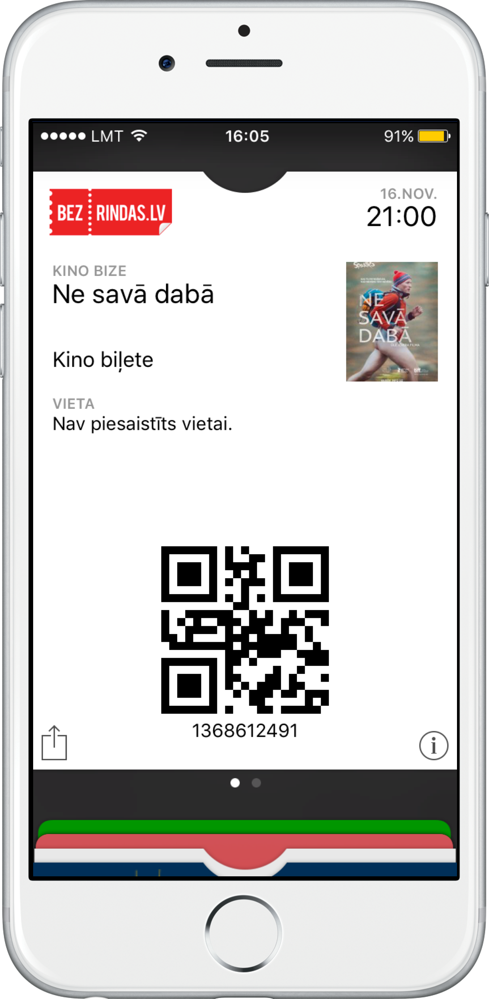 LMT 16:05 91%
BEZ RINDAS.LV
16.NOV.
21:00
KINO BIZE
Ne savā dabā
NE
SAVĀ
DABĀ
Kino biļete
VIETA
Nav piesaistīts vietai.
1368612491
i